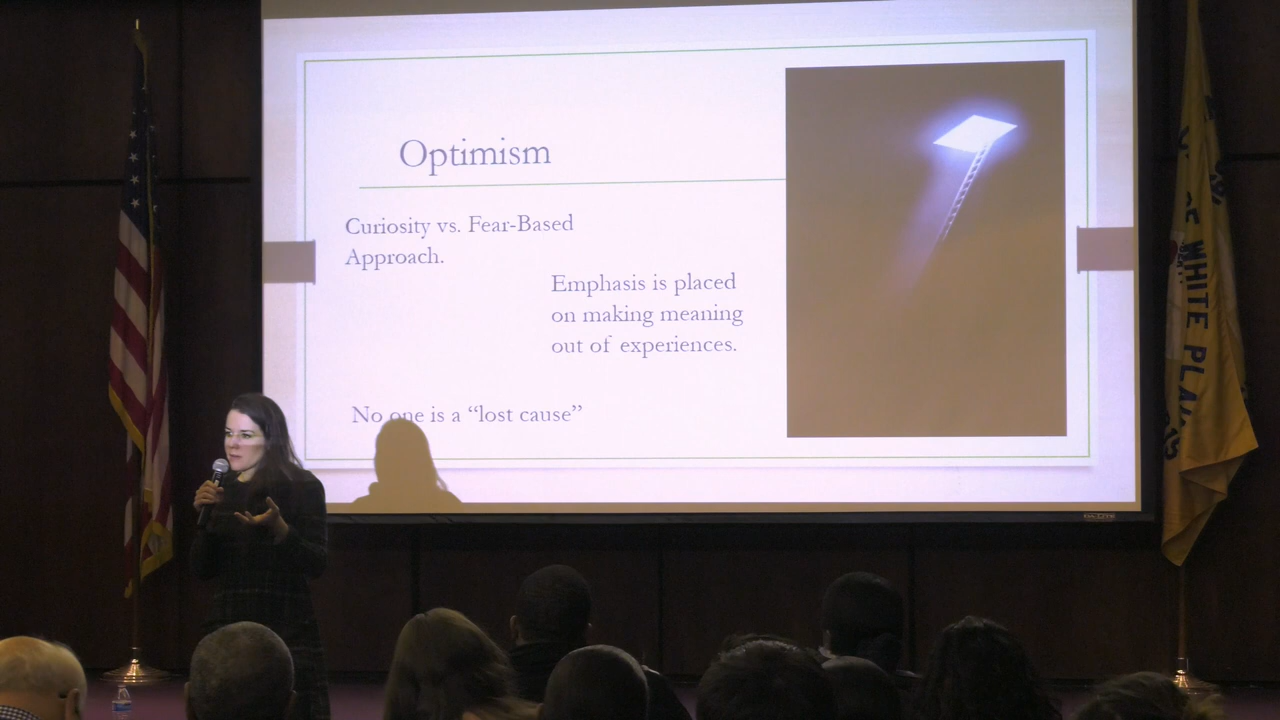 Optimism
Curiosity vs. Fear-Based
Approach.
Emphasis is placed
on making meaning
out of experiences.
No one is a “lost cause”
WHITE PLAINS